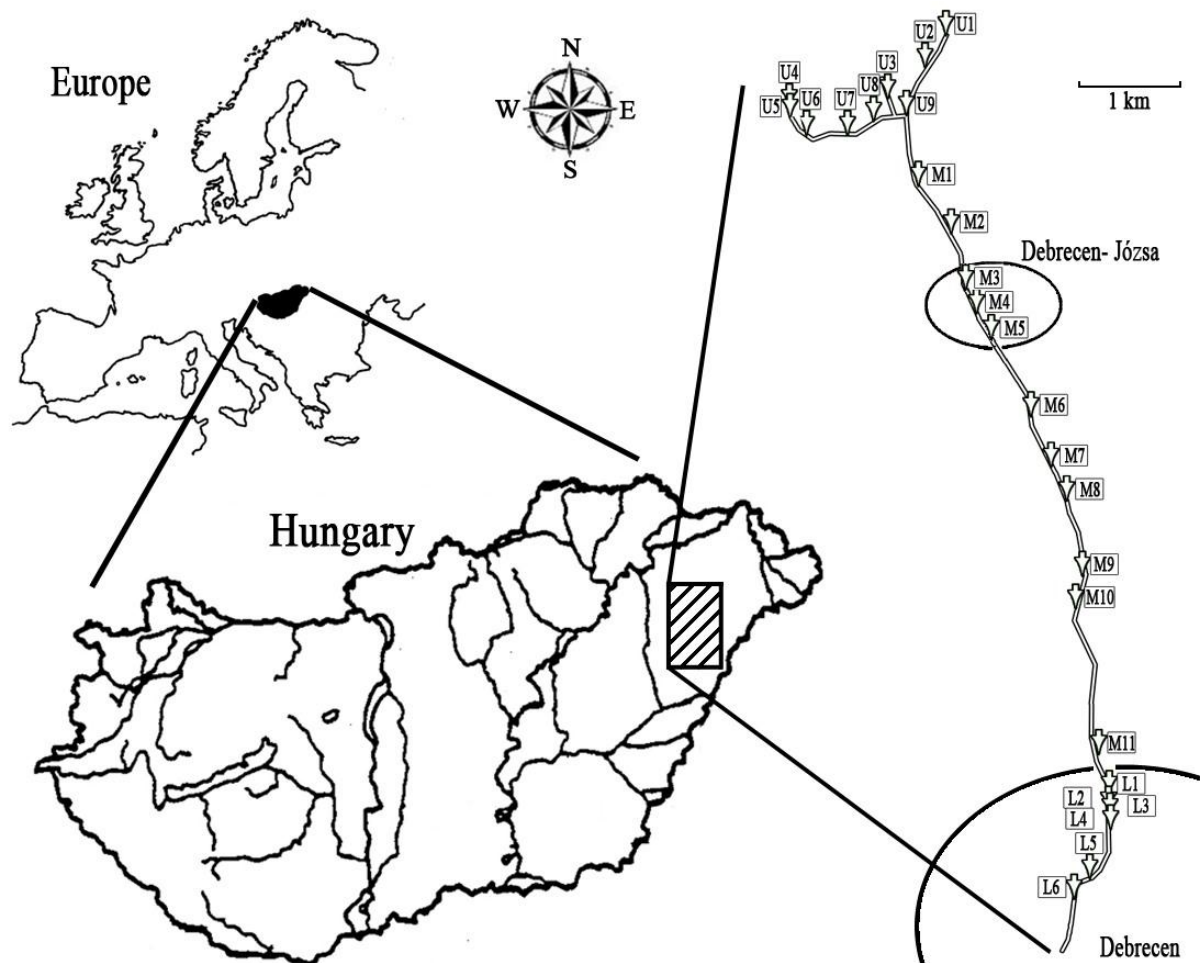 Europe
N
W
E
S
Hungary
1 km
U1
U2
U3
U4
U5
U6
U7
U8
U9
M1
M2
Debrecen- Józsa
M3
M4
M5
M6
M7
M8
M9
M10
M11
L1
L2
L3
L4
L5
L6
Debrecen